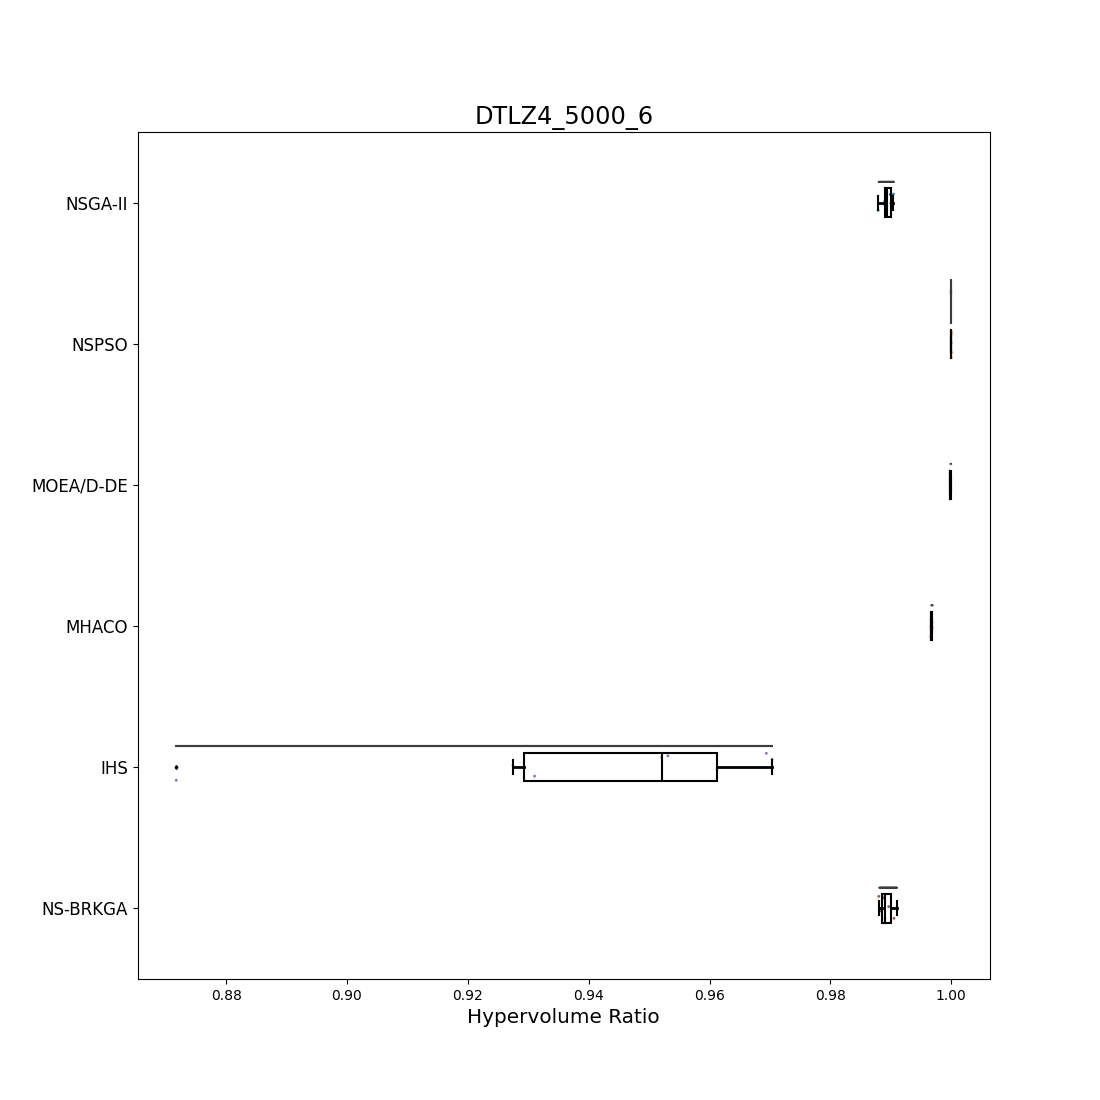 DTLZ4_5000_6
NSGA-II
NSPSO
MOEA/D-DE
MHACO
IHS
NS-BRKGA
0.88 0.90 0.92 0.94 0.96 0.98 1.00
Hypervolume Ratio